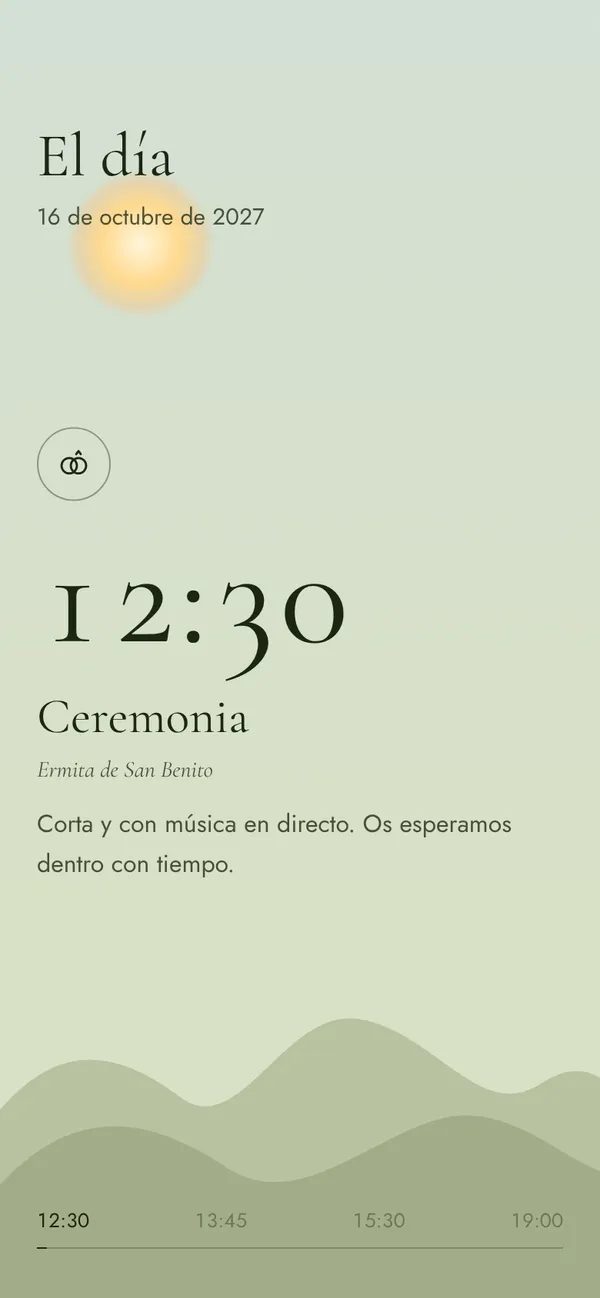 El día
16 de octubre de 2027
12:30
Ceremonia
Ermita de San Benito
Corta y con música en directo. Os esperamos
dentro con tiempo.
12:30 13:45 15:30 19:00